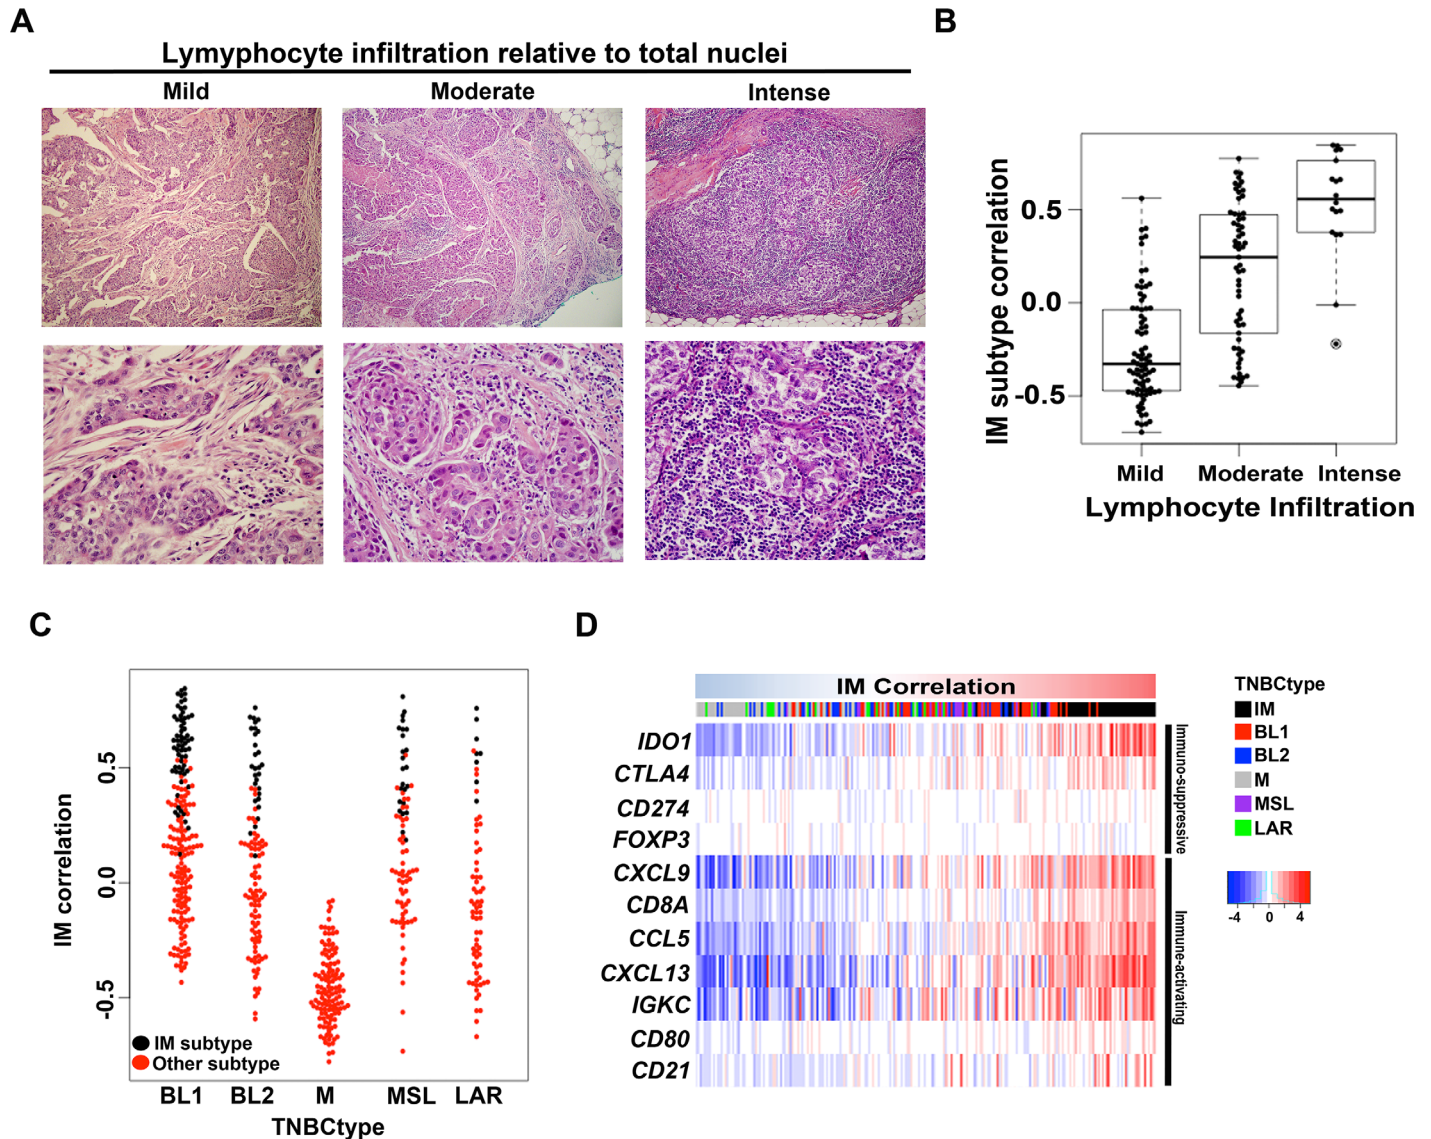 A
Lymyphocyte infiltration relative to total nuclei
Mild
Moderate
Intense
B
IM subtype correlation
0.5
0.0
-0.5
Mild
Moderate
Intense
Lymphocyte Infiltration
C
IM correlation
0.5
0.0
-0.5
IM subtype
Other subtype
BL1
BL2
M
MSL
LAR
TNBCtype
D
IM Correlation
IDO1
CTLA4
CD274
FOXP3
CXCL9
CD8A
CCL5
CXCL13
IGKC
CD80
CD21
Immuno-suppressive
Immune-activating
TNBCtype
IM
BL1
BL2
M
MSL
LAR
-4 0 4